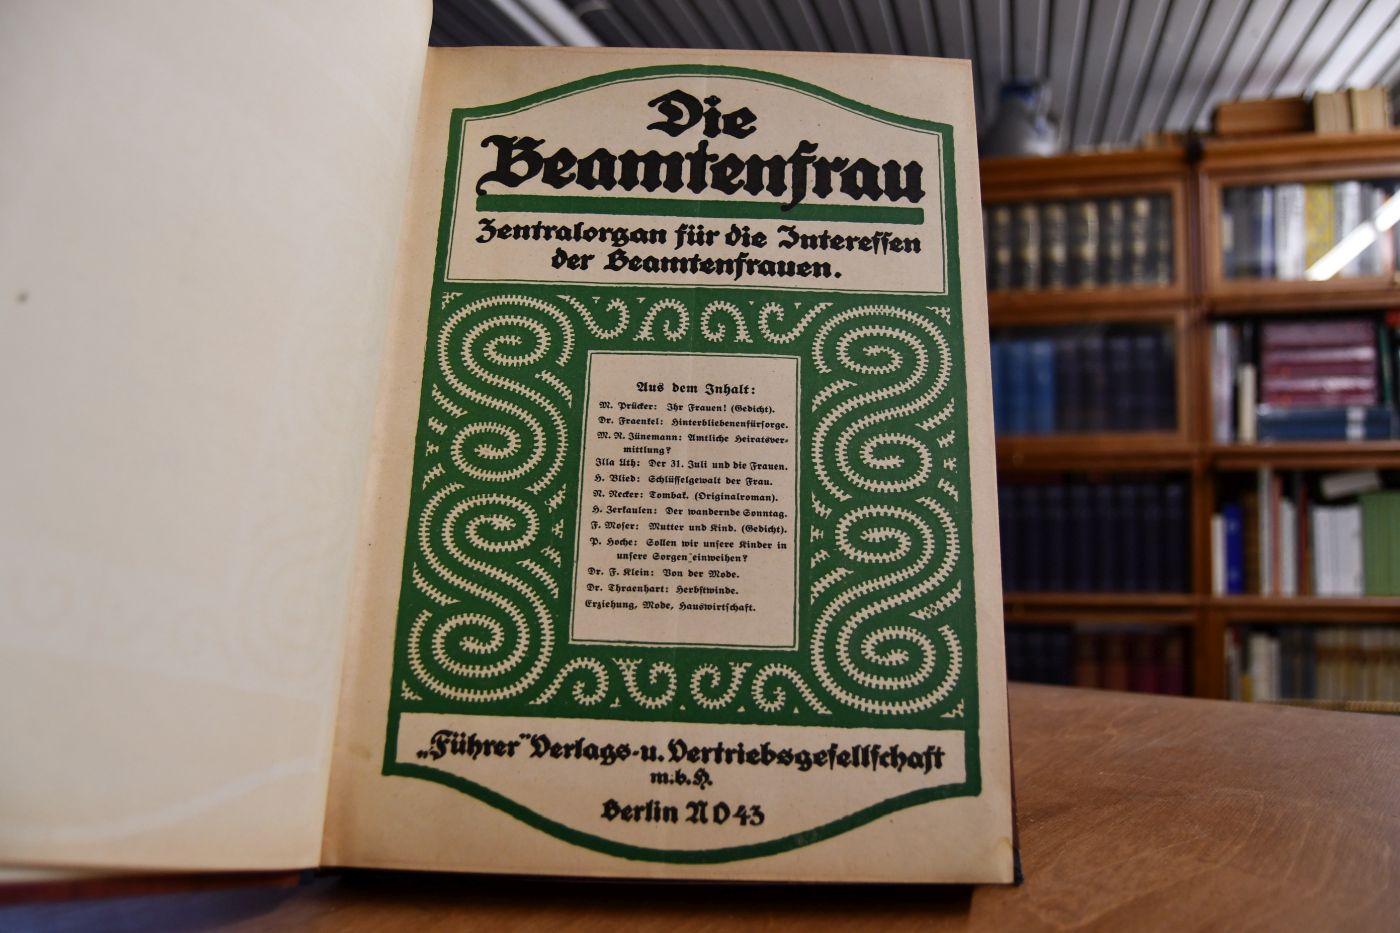 Die
Beamtenfrau
Zentralorgan für die Interessen
der Beamtenfrauen.
Aus dem Inhalt:
M. Prücker: Ihr Frauen! (Gedicht).
Dr. Fraenkel: Hinterbliebenenfürsorge.
M. N. Jünemann: Amtliche Heiratsver-
mittlung?
Illa Uth: Der 31. Juli und die Frauen.
H. Blied: Schlüsselgewalt der Frau.
N. Necker: Tombak. (Originalroman).
H. Zerkaulen: Der wandernde Sonntag.
F. Moser: Mutter und Kind. (Gedicht).
P. Hoche: Sollen wir unsere Kinder in
unsere Sorgen einweihen?
Dr. F. Klein: Von der Mode.
Dr. Thraenhart: Herbstwinde.
Erziehung, Mode, Hauswirtschaft.
„Führer" Verlags- u. Vertriebsgesellschaft
m.b.H.
Berlin NO 43